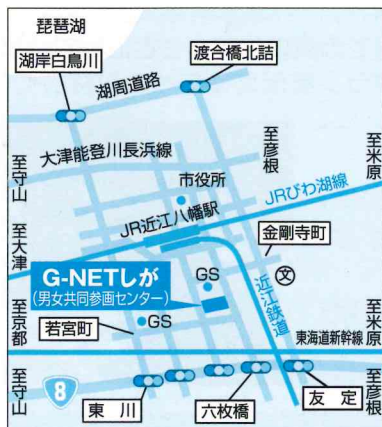 琵琶湖
渡合橋北詰
湖岸白鳥川
湖周道路
至守山
大津能登川長浜線
至彦根
至米原
市役所
JRびわ湖線
JR近江八幡駅
至大津
金剛寺町
G-NETしが
(男女共同参画センター)
GS
文
近江鉄道
至京都
若宮町
GS
東海道新幹線
至米原
至守山
8
東川
六枚橋
友定
至彦根